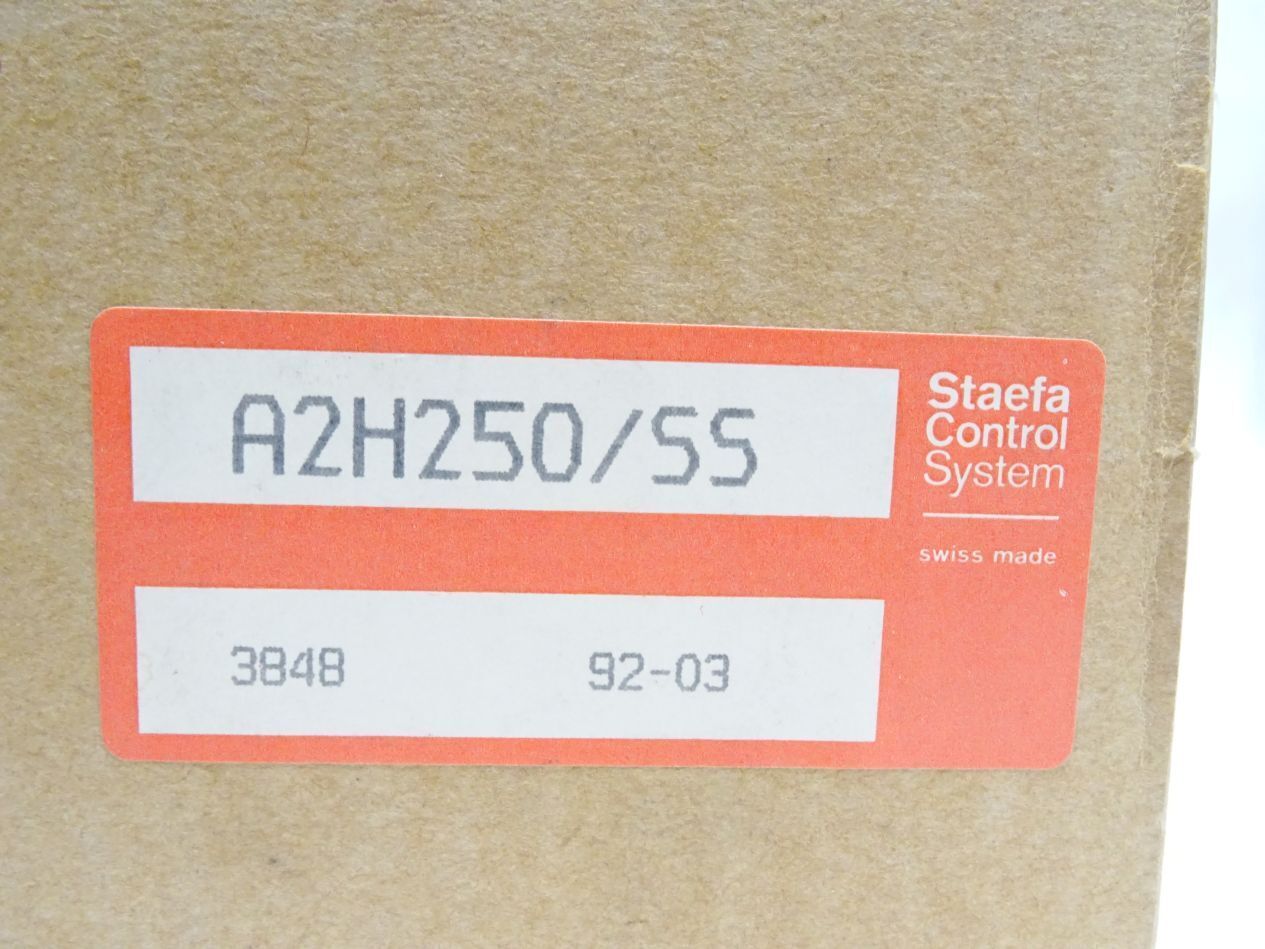 A2H250/SS
Staefa
Control
System
swiss made
3848 92-03